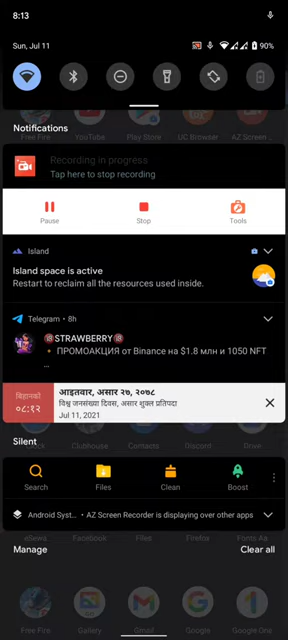 8:13
Sun, Jul 11
90%
Notifications
Free Fire YouTube Play Store UC Browser AZ Screen...
Recording in progress
Tap here to stop recording
Pause Stop Tools
Island
Island space is active
Restart to reclaim all the resources used inside.
Telegram • 8h
🔞STRAWBERRY🔞
🔸 ПРОМОАКЦИЯ от Binance на $1.8 млн и 1050 NFT
...
बिहानको
०८:१२
आइतवार, असार २७, २०७८
विश्व जनसंख्या दिवस, असार शुक्ल प्रतिपदा
Jul 11, 2021
Clock Clubhouse Contacts Discord Drive
Silent
Search Files Clean Boost
Android Syst... • AZ Screen Recorder is displaying over other apps
Facebook Files Firefox Fonts Aa
Manage Clear all
Free Fire Gallery Gmail Google Google One